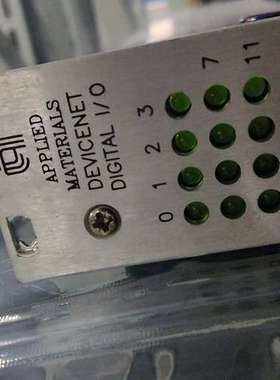 APPLIED
MATERIALS
DEVICENET
DIGITAL I/O
3 7 11
2
1
0